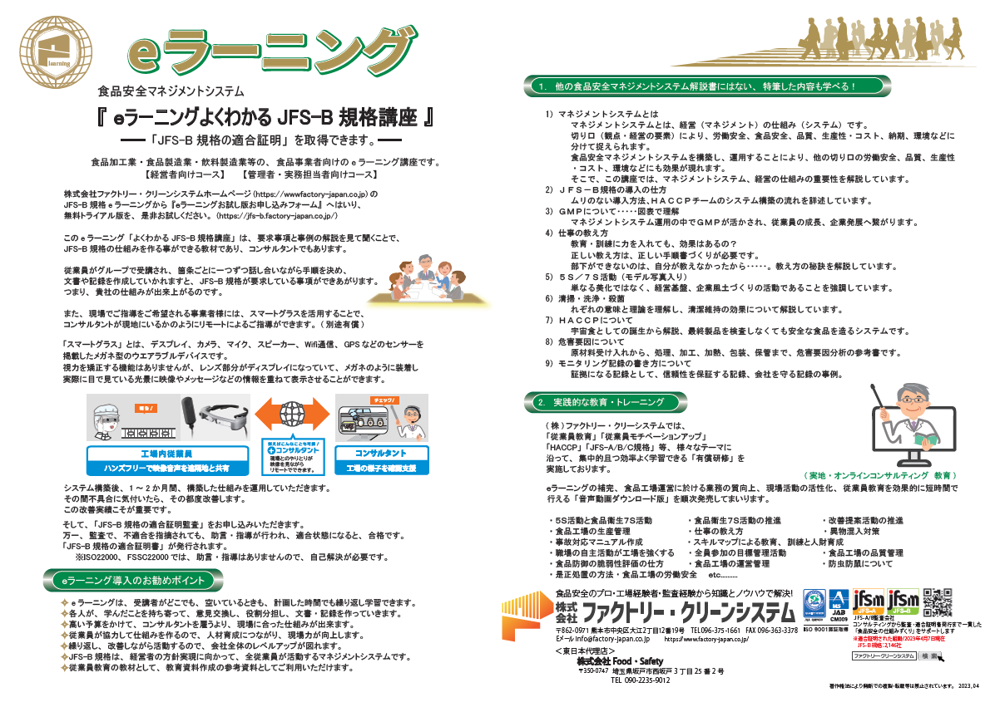 learning
eラーニング
食品安全マネジメントシステム
『 eラーニングよくわかる JFS-B 規格講座 』
「JFS-B 規格の適合証明」を取得できます。
食品加工業・食品製造業・飲料製造業等の、食品事業者向けのｅラーニング講座です。
【経営者向けコース】 【管理者・実務担当者向けコース】
株式会社ファクトリー・クリーンシステムホームページ(https://wwwfactory-japan.co,jp)の
JFS-B 規格ｅラーニングから『eラーニングお試し版お申し込みフォーム』へはいり、
無料トライアル版を、是非お試しください。(https://jfs-b.factory-japan.co,jp/)
このｅラーニング「よくわかる JFS-B 規格講座」は、要求事項と事例の解説を見て聞くことで、
JFS-B 規格の仕組みを作る事ができる教材であり、コンサルタントでもあります。
従業員がグループで受講され、箇条ごとに一つずつ話し合いながら手順を決め、
文書や記録を作成していかれますと、JFS-B 規格が要求している事項ができあがります。
つまり、貴社の仕組みが出来上がるのです。
また、現場でご指導をご希望される事業者様には、スマートグラスを活用することで、
コンサルタントが現地にいるかのようにリモートによるご指導ができます。( 別途有償 )
「スマートグラス」とは、デスプレイ、カメラ、マイク、スピーカー、Wifi通信、GPS などのセンサーを
掲載したメガネ型のウエアラブルデバイスです。
視力を矯正する機能はありませんが、レンズ部分がディスプレイになっていて、メガネのように装着し
実際に目で見ている光景に映像やメッセージなどの情報を重ねて表示させることができます。
チェック!
工場内従業員
ハンズフリーで映像音声を遠隔地と共有
コンサルタント
現場とのやりとりが
映像を見ながら
リモートでできます。
コンサルタント
工場の様子を確認支援
システム構築後、１～２か月間、構築した仕組みを運用していただきます。
その間不具合に気付いたら、その都度改善します。
この改善実績こそが重要です。
そして、「JFS-B 規格の適合証明監査」をお申し込みいただきます。
万一、監査で、不適合を指摘されても、助言・指導が行われ、適合状態になると、合格です。
「JFS-B 規格の適合証明書」が発行されます。
※ISO22000、FSSC22000 では、助言・指導はありませんので、自己解決が必要です。
eラーニング導入のお勧めポイント
ｅラーニングは、受講者がどこでも、空いているときも、計画した時間でも繰り返し学習できます。
各人が、学んだことを持ち寄って、意見交換し、役割分担し、文書・記録を作っていきます。
高い予算をかけて、コンサルタントを雇うより、現場に合った仕組みが出来ます。
従業員が協力して仕組みを作るので、人材育成につながり、現場力が向上します。
繰り返し、改善しながら活動するので、会社全体のレベルアップが図れます。
JFS-B 規格は、経営者の方針実現に向かって、全従業員が活動するマネジメントシステムです。
従業員教育の教材として、教育資料作成の参考資料としてご利用いただけます。
１. 他の食品安全マネジメントシステム解説書にはない、特筆した内容も学べる！
１）マネジメントシステムとは
マネジメントシステムとは、経営（マネジメント）の仕組み（システム）です。
切り口（観点・経営の要素）により、労働安全、食品安全、品質、生産性・コスト、納期、環境などに
分けて捉えられます。
食品安全マネジメントシステムを構築し、運用することにより、他の切り口の労働安全、品質、生産性
・コスト、環境などにも効果が現れます。
そこで、この講座では、マネジメントシステム、経営の仕組みの重要性を解説しています。
２）ＪＦＳ－Ｂ規格の導入の仕方
ムリのない導入方法、ＨＡＣＣＰチームのシステム構築の流れを詳述しています。
３）ＧＭＰについて・・・・・図表で理解
マネジメントシステム運用の中でＧＭＰが活かされ、従業員の成長、企業発展へ繋がります。
４）仕事の教え方
教育・訓練に力を入れても、効果はあるの？
正しい教え方は、正しい手順書づくりが必要です。
部下ができないのは、自分が教えなかったから・・・・・。教え方の秘訣を解説しています。
５）５Ｓ／７Ｓ活動（モデル写真入り）
単なる美化ではなく、経営基盤、企業風土づくりの活動であることを強調しています。
６）清掃・洗浄・殺菌
れぞれの意味と理論を理解し、清潔維持の効果について解説しています。
７）ＨＡＣＣＰについて
宇宙食としての誕生から解説、最終製品を検査しなくても安全な食品を造るシステムです。
８）危害要因について
原材料受け入れから、処理、加工、加熱、包装、保管まで、危害要因分析の参考書です。
９）モニタリング記録の書き方について
証拠になる記録として、信頼性を保証する記録、会社を守る記録の事例。
2. 実践的な教育・トレーニング
( 株 ) ファクトリー・クリーンシステムでは、
「従業員教育」「従業員モチベーションアップ」
「HACCP」「JFS-A/B/C規格」等、様々なテーマに
沿って、集中的且つ効率よく学習できる「有償研修」を
実施しております。
( 実地・オンラインコンサルティング 教育 )
eラーニングの補完、食品工場運営に於ける業務の質向上、現場活動の活性化、従業員教育を効果的に短時間で
行える「音声動画ダウンロード版」を順次発売してまいります。
・5S活動と食品衛生7S活動 ・食品衛生7S活動の推進 ・改善提案活動の推進
・食品工場の生産管理 ・仕事の教え方 ・異物混入対策
・事故対応マニュアル作成 ・スキルマップによる教育、訓練と人財育成
・職場の自主活動が工場を強くする ・全員参加の目標管理活動 ・食品工場の品質管理
・食品防御の脆弱性評価の仕方 ・食品工場の運営管理 ・防虫防鼠について
・是正処置の方法・食品工場の労働安全 etc..........
食品安全のプロ・工場経験者・監査経験から知識とノウハウで解決!
株式会社 ファクトリー・クリーンシステム
〒862-0971 熊本市中央区大江2丁目12番19号 TEL096-375-1661 FAX 096-363-3378
Eメール info@factory-japan.co.jp https://www.factory-japan.co.jp/
＜東日本代理店＞
株式会社 Food・Safety
〒350-0747 埼玉県坂戸市西坂戸 3 丁目 25 番 2 号
TEL 090-2235-9012
MS
JAB
CM009
ISO 9001認証取得
ifsm
JFS-A
ifsm
JFS-B
JFS-A/B監査会社
コンサルティングから監査・適合証明書発行まで一貫した
「食品安全の仕組みずくり」をサポートします
※適合証明された組織/2023年4月7日現在
JFS-B規格:2,146社
ファクトリークリーンシステム 検 索
著作権法により無断での複製・転載等は禁止されています。 2023,04